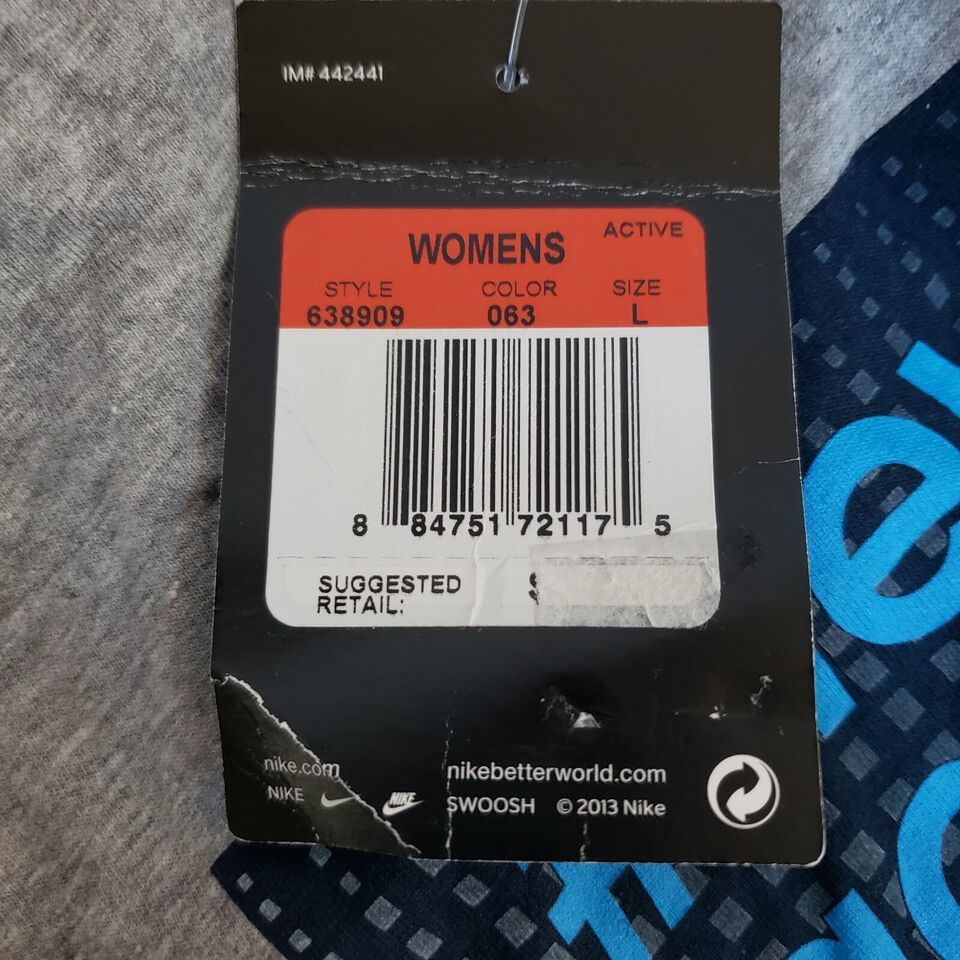 IM# 442441
WOMENS
ACTIVE
STYLE COLOR SIZE
638909 063 L
8 84751 72117 5
SUGGESTED
RETAIL:
nike.com
nikebetterworld.com
NIKE NIKE SWOOSH © 2013 Nike